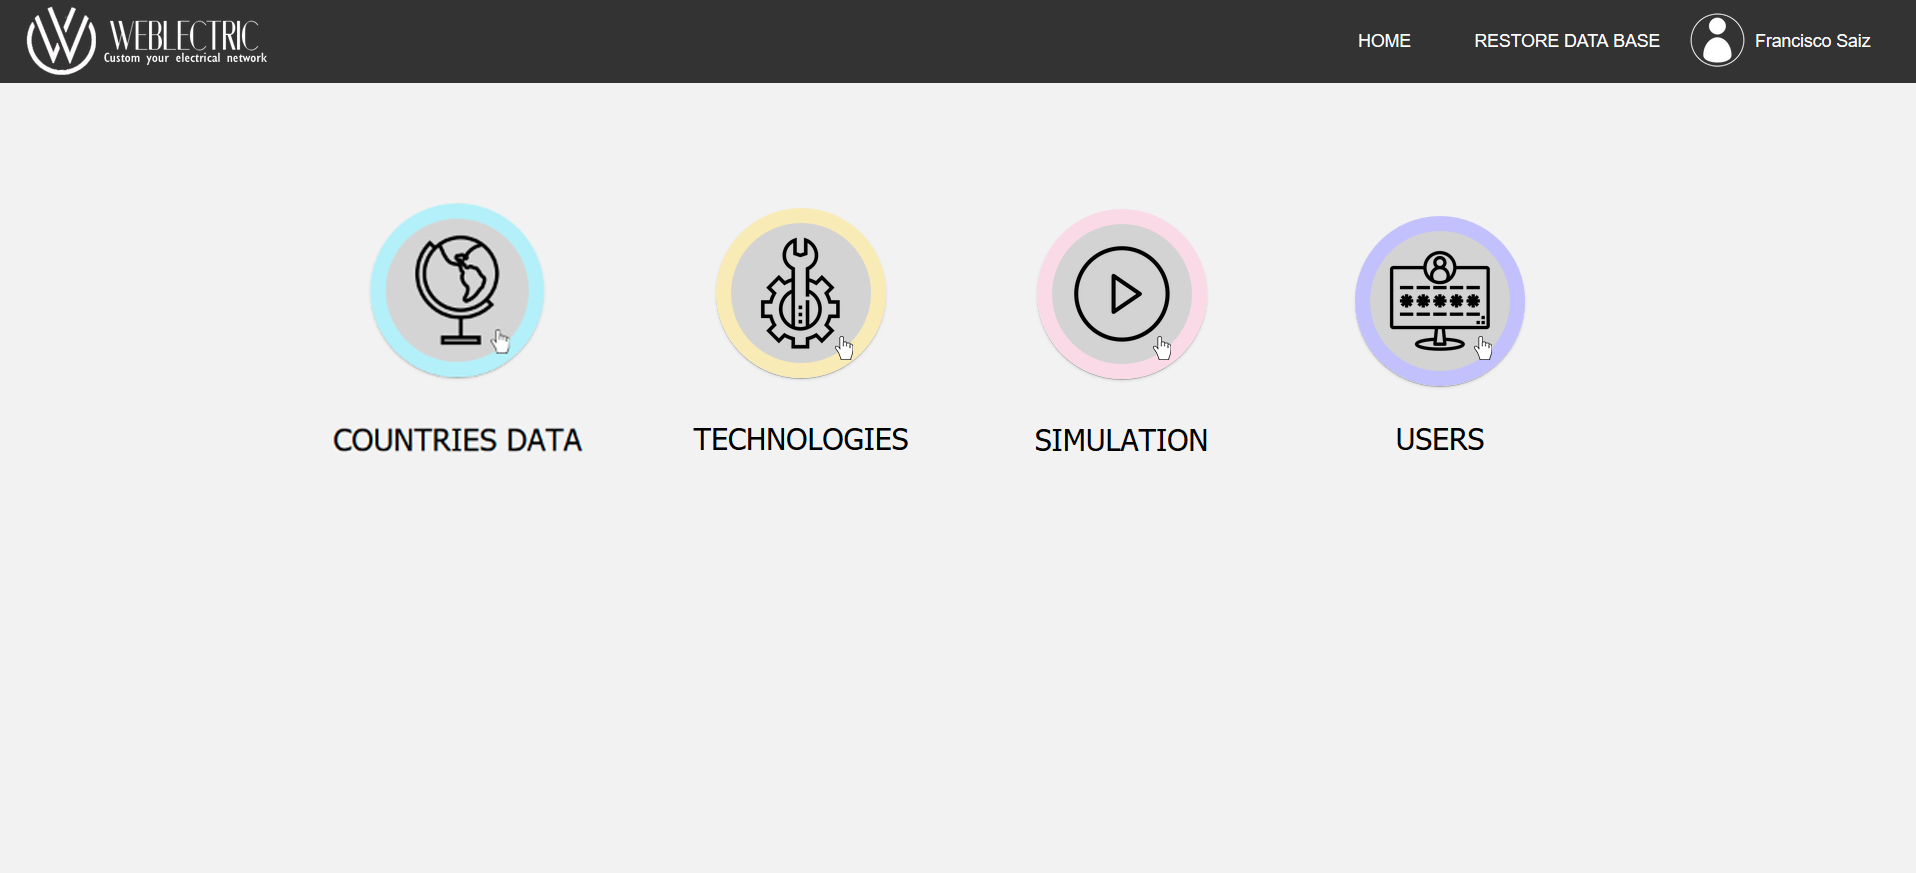 WEBLECTRIC
Custom your electrical network
HOME
RESTORE DATA BASE
Francisco Saiz
COUNTRIES DATA
TECHNOLOGIES
SIMULATION
USERS